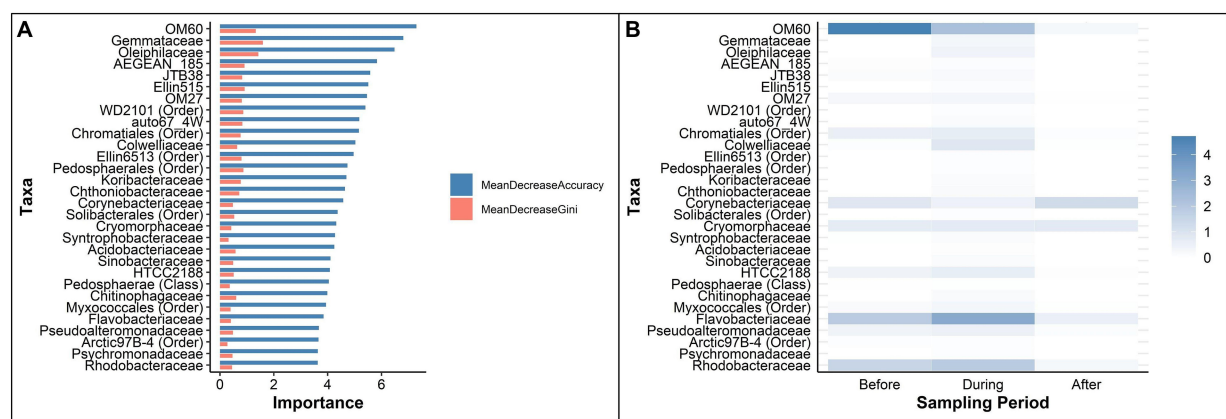 A
Taxa
OM60
Gemmataceae
Oleiphilaceae
AEGEAN_185
JTB38
Ellin515
OM27
WD2101 (Order)
auto67_4W
Chromatiales (Order)
Colwelliaceae
Ellin6513 (Order)
Pedosphaerales (Order)
Koribacteraceae
Chthoniobacteraceae
Corynebacteriaceae
Solibacterales (Order)
Cryomorphaceae
Syntrophobacteraceae
Acidobacteriaceae
Sinobacteraceae
HTCC2188
Pedosphaerae (Class)
Chitinophagaceae
Myxococcales (Order)
Flavobacteriaceae
Pseudoalteromonadaceae
Arctic97B-4 (Order)
Psychromonadaceae
Rhodobacteraceae
0 2 4 6
Importance
MeanDecreaseAccuracy
MeanDecreaseGini
B
Taxa
OM60
Gemmataceae
Oleiphilaceae
AEGEAN_185
JTB38
Ellin515
OM27
WD2101 (Order)
auto67_4W
Chromatiales (Order)
Colwelliaceae
Ellin6513 (Order)
Pedosphaerales (Order)
Koribacteraceae
Chthoniobacteraceae
Corynebacteriaceae
Solibacterales (Order)
Cryomorphaceae
Syntrophobacteraceae
Acidobacteriaceae
Sinobacteraceae
HTCC2188
Pedosphaerae (Class)
Chitinophagaceae
Myxococcales (Order)
Flavobacteriaceae
Pseudoalteromonadaceae
Arctic97B-4 (Order)
Psychromonadaceae
Rhodobacteraceae
Before During After
Sampling Period
4
3
2
1
0